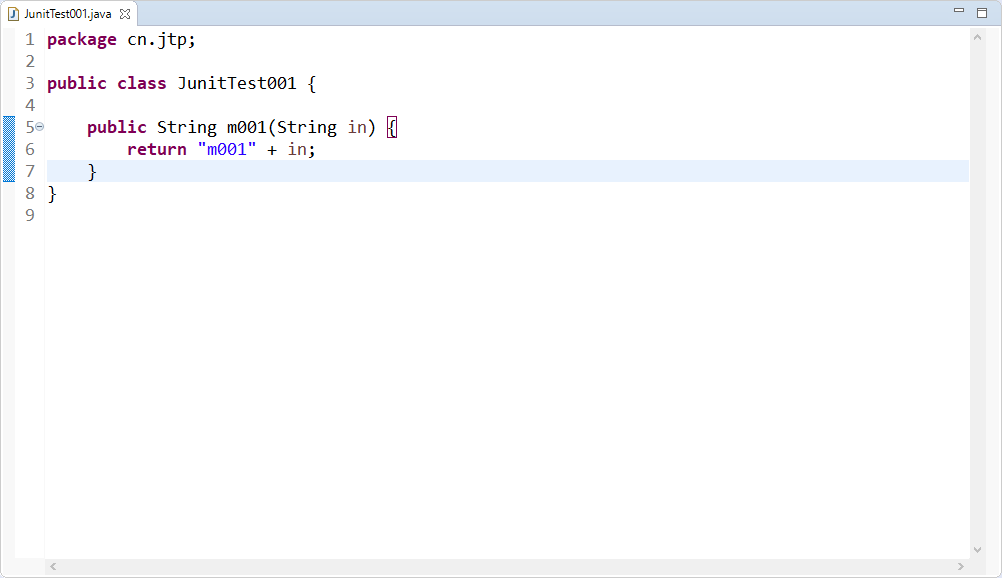 JunitTest001.java
1 package cn.jtp;
2
3 public class JunitTest001 {
4
5     public String m001(String in) {
6         return "m001" + in;
7     }
8 }
9